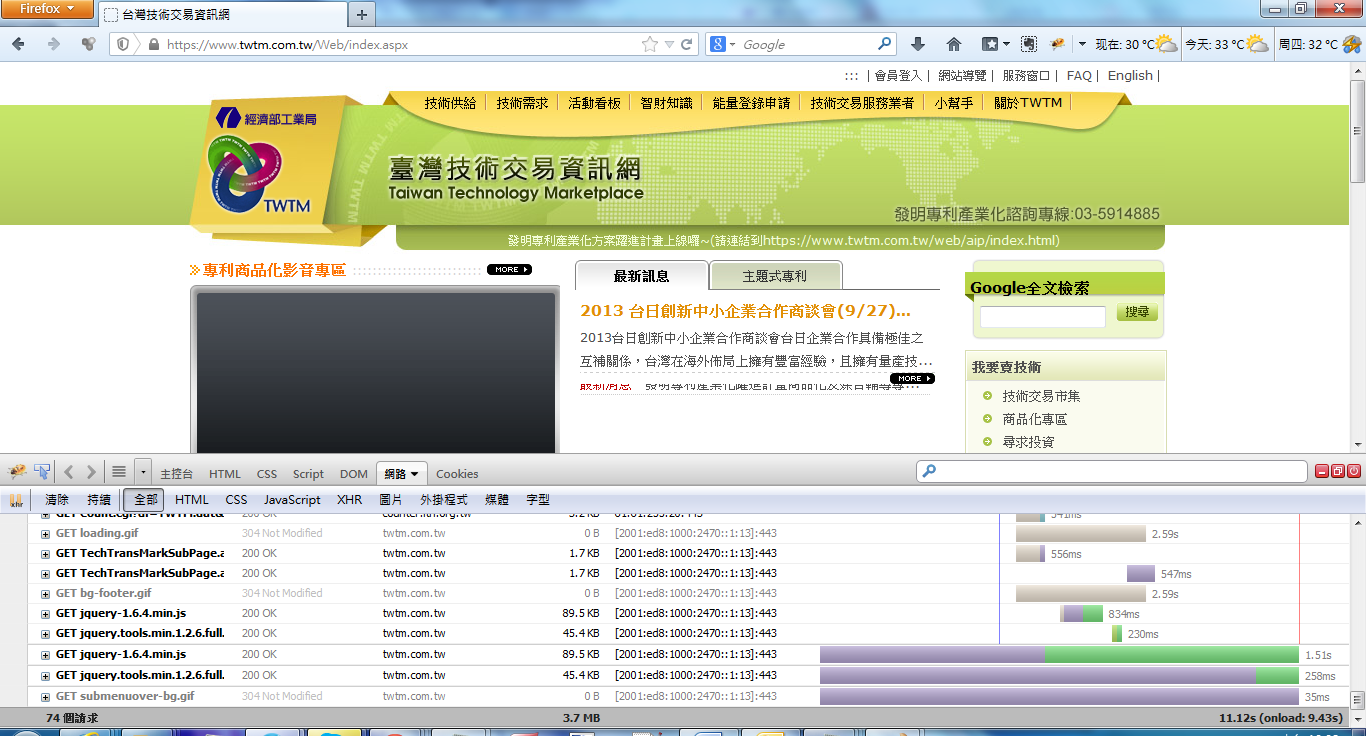 Firefox
台灣技術交易資訊網
https://www.twtm.com.tw/Web/index.aspx
Google
现在: 30 °C 今天: 33 °C 周四: 32 °C
::: | 會員登入 | 網站導覽 | 服務窗口 | FAQ | English |
技術供給 技術需求 活動看板 智財知識 能量登錄申請 技術交易服務業者 小幫手 關於TWTM
經濟部工業局
TWTM
臺灣技術交易資訊網
Taiwan Technology Marketplace
發明專利產業化諮詢專線:03-5914885
發明專利產業化方案躍進計畫上線囉~(請連結到https://www.twtm.com.tw/web/aip/index.html)
專利商品化影音專區 MORE
最新訊息 主題式專利
2013 台日創新中小企業合作商談會(9/27)...
2013台日創新中小企業合作商談會台日企業合作具備極佳之
互補關係，台灣在海外佈局上擁有豐富經驗，且擁有量產技...
MORE
最新消息 發明專利產業化躍進計畫商品化及綜合輔導專...
Google全文檢索
搜尋
我要賣技術
技術交易市集
商品化專區
尋求投資
主控台 HTML CSS Script DOM 網路 Cookies
清除 持續 全部 HTML CSS JavaScript XHR 圖片 外掛程式 媒體 字型
GET loading.gif 304 Not Modified twtm.com.tw 0 B [2001:ed8:1000:2470::1:13]:443 2.59s
GET TechTransMarkSubPage.a 200 OK twtm.com.tw 1.7 KB [2001:ed8:1000:2470::1:13]:443 556ms
GET TechTransMarkSubPage.a 200 OK twtm.com.tw 1.7 KB [2001:ed8:1000:2470::1:13]:443 547ms
GET bg-footer.gif 304 Not Modified twtm.com.tw 0 B [2001:ed8:1000:2470::1:13]:443 2.59s
GET jquery-1.6.4.min.js 200 OK twtm.com.tw 89.5 KB [2001:ed8:1000:2470::1:13]:443 834ms
GET jquery.tools.min.1.2.6.full. 200 OK twtm.com.tw 45.4 KB [2001:ed8:1000:2470::1:13]:443 230ms
GET jquery-1.6.4.min.js 200 OK twtm.com.tw 89.5 KB [2001:ed8:1000:2470::1:13]:443 1.51s
GET jquery.tools.min.1.2.6.full. 200 OK twtm.com.tw 45.4 KB [2001:ed8:1000:2470::1:13]:443 258ms
GET submenuover-bg.gif 304 Not Modified twtm.com.tw 0 B [2001:ed8:1000:2470::1:13]:443 35ms
74 個請求 3.7 MB 11.12s (onload: 9.43s)